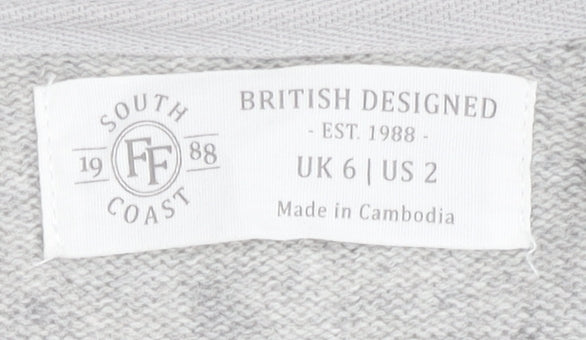 SOUTH
19 FF 88
COAST
BRITISH DESIGNED
- EST. 1988 -
UK 6 | US 2
Made in Cambodia